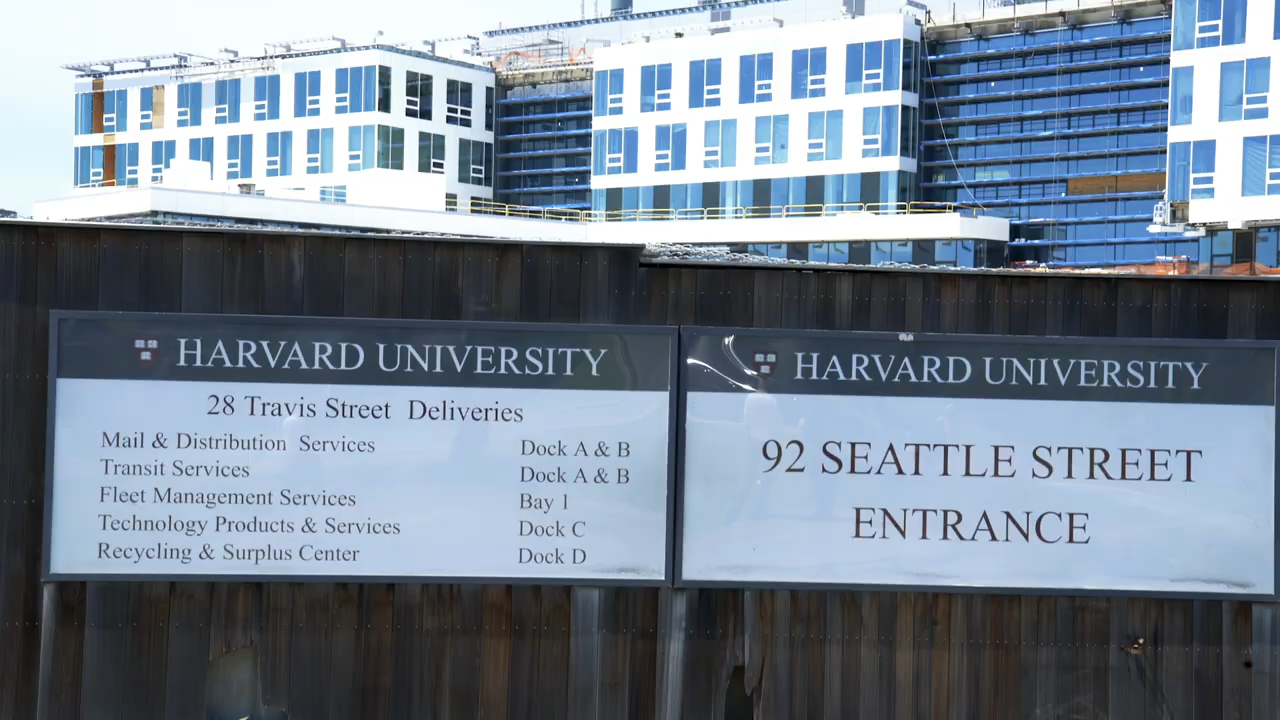 HARVARD UNIVERSITY
28 Travis Street Deliveries
Mail & Distribution Services Dock A & B
Transit Services Dock A & B
Fleet Management Services Bay 1
Technology Products & Services Dock C
Recycling & Surplus Center Dock D
HARVARD UNIVERSITY
92 SEATTLE STREET
ENTRANCE